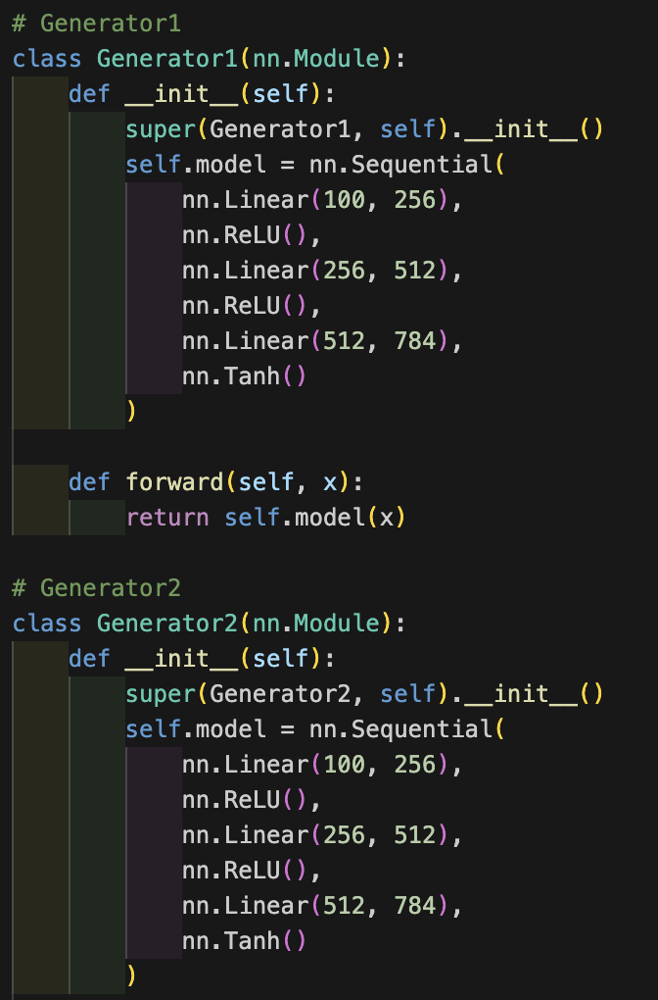 # Generator1
class Generator1(nn.Module):
    def __init__(self):
        super(Generator1, self).__init__()
        self.model = nn.Sequential(
            nn.Linear(100, 256),
            nn.ReLU(),
            nn.Linear(256, 512),
            nn.ReLU(),
            nn.Linear(512, 784),
            nn.Tanh()
        )

    def forward(self, x):
        return self.model(x)

# Generator2
class Generator2(nn.Module):
    def __init__(self):
        super(Generator2, self).__init__()
        self.model = nn.Sequential(
            nn.Linear(100, 256),
            nn.ReLU(),
            nn.Linear(256, 512),
            nn.ReLU(),
            nn.Linear(512, 784),
            nn.Tanh()
        )